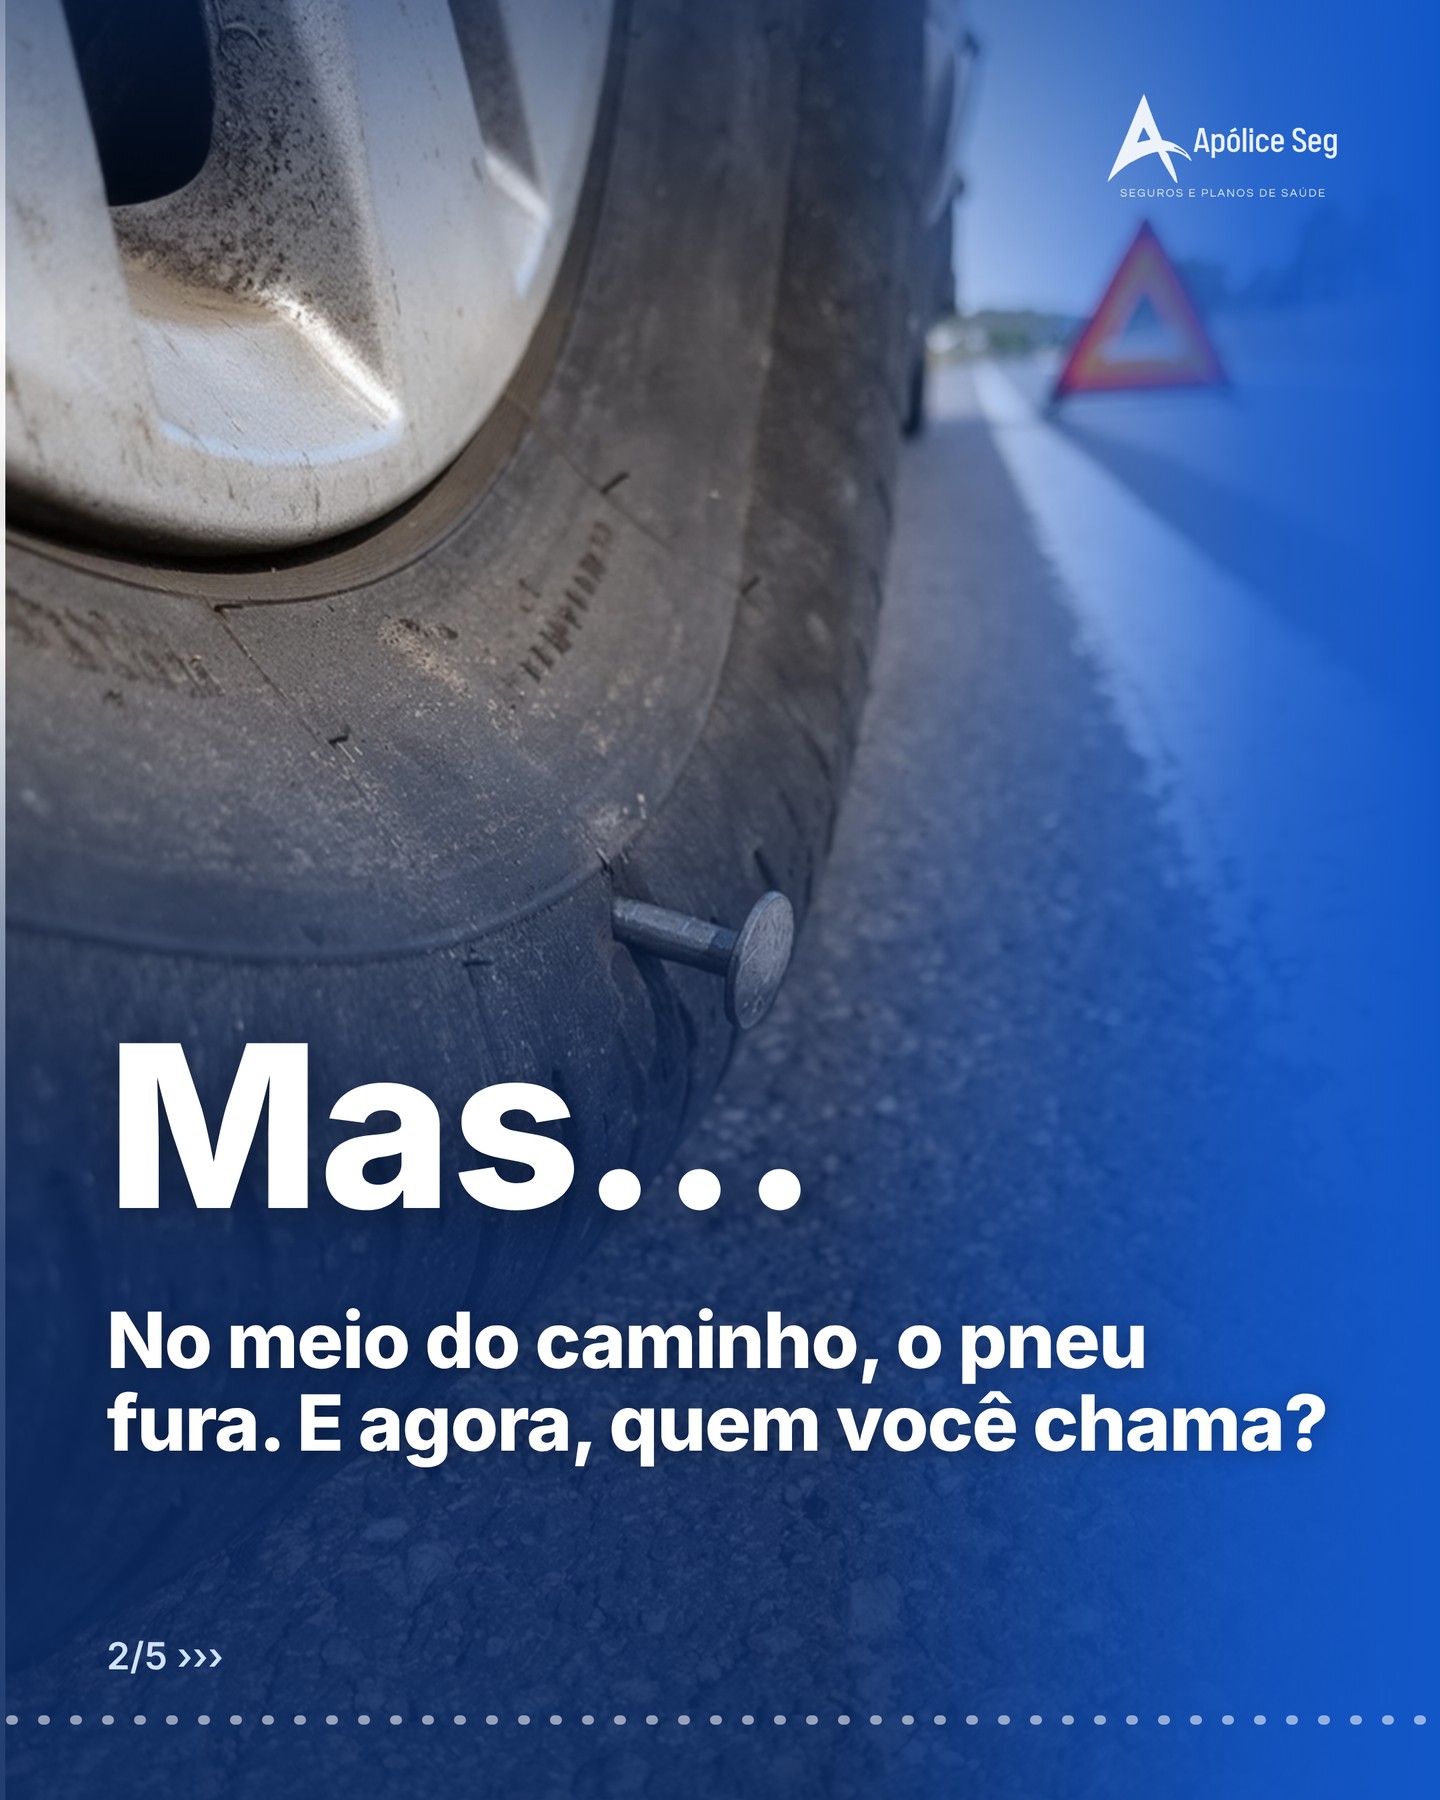 Apólice Seg
SEGUROS E PLANOS DE SAÚDE
Mas...
No meio do caminho, o pneu
fura. E agora, quem você chama?
2/5 ›››